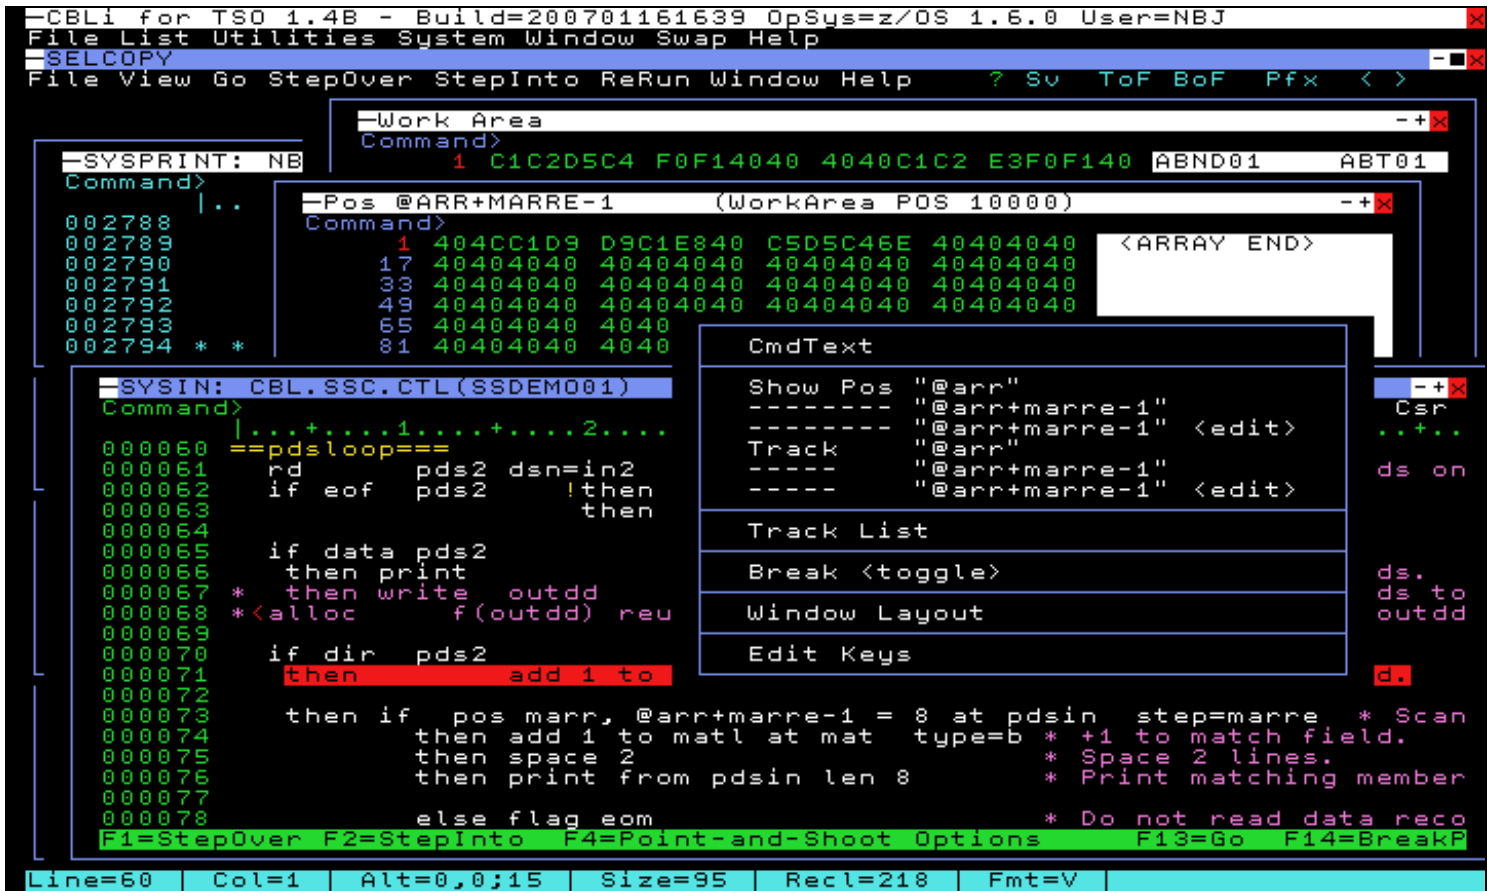 —CBLi for TSO 1.4B - Build=200701161639 OpSys=z/OS 1.6.0 User=NBJ
File List Utilities System Window Swap Help
—SELCOPY
File View Go StepOver StepInto ReRun Window Help ? Sv ToF BoF Pfx < >
—Work Area
Command>
1 C1C2D5C4 F0F14040 4040C1C2 E3F0F140 ABND01 ABT01
—SYSPRINT: NB
Command>
|..
002788
002789
002790
002791
002792
002793
002794 * *
—Pos @ARR+MARRE-1 (WorkArea POS 10000)
Command>
1 404CC1D9 D9C1E840 C5D5C46E 40404040 <ARRAY END>
17 40404040 40404040 40404040 40404040
33 40404040 40404040 40404040 40404040
49 40404040 40404040 40404040 40404040
65 40404040 4040
81 40404040 4040
CmdText
Show Pos "@arr"
-------- "@arr+marre-1"
-------- "@arr+marre-1" <edit>
Track "@arr"
----- "@arr+marre-1"
----- "@arr+marre-1" <edit>
Track List
Break <toggle>
Window Layout
Edit Keys
—SYSIN: CBL.SSC.CTL(SSDEMO01)
Command> Csr
|...+....1....+....2.... ..+..
000060 ==pdsloop===
000061 rd pds2 dsn=in2 ds on
000062 if eof pds2 !then
000063 then
000064
000065 if data pds2
000066 then print ds.
000067 * then write outdd ds to
000068 *<alloc f(outdd) reu outdd
000069
000070 if dir pds2
000071 then add 1 to d.
000072
000073 then if pos marr, @arr+marre-1 = 8 at pdsin step=marre * Scan
000074 then add 1 to matl at mat type=b * +1 to match field.
000075 then space 2 * Space 2 lines.
000076 then print from pdsin len 8 * Print matching member
000077
000078 else flag eom * Do not read data reco
F1=StepOver F2=StepInto F4=Point-and-Shoot Options F13=Go F14=BreakP
Line=60 Col=1 Alt=0,0;15 Size=95 Recl=218 Fmt=V